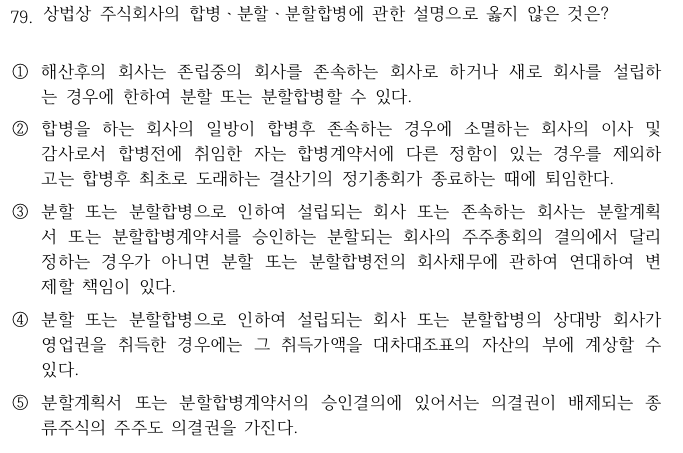 79. 상법상 주식회사의 합병ㆍ분할ㆍ분할합병에 관한 설명으로 옳지 않은 것은?
① 해산후의 회사는 존립중의 회사를 존속하는 회사로 하거나 새로 회사를 설립하
는 경우에 한하여 분할 또는 분할합병할 수 있다.
② 합병을 하는 회사의 일방이 합병후 존속하는 경우에 소멸하는 회사의 이사 및
감사로서 합병전에 취임한 자는 합병계약서에 다른 정함이 있는 경우를 제외하
고는 합병후 최초로 도래하는 결산기의 정기총회가 종료하는 때에 퇴임한다.
③ 분할 또는 분할합병으로 인하여 설립되는 회사 또는 존속하는 회사는 분할계획
서 또는 분할합병계약서를 승인하는 분할되는 회사의 주주총회의 결의에서 달리
정하는 경우가 아니면 분할 또는 분할합병전의 회사채무에 관하여 연대하여 변
제할 책임이 있다.
④ 분할 또는 분할합병으로 인하여 설립되는 회사 또는 분할합병의 상대방 회사가
영업권을 취득한 경우에는 그 취득가액을 대차대조표의 자산의 부에 계상할 수
있다.
⑤ 분할계획서 또는 분할합병계약서의 승인결의에 있어서는 의결권이 배제되는 종
류주식의 주주도 의결권을 가진다.